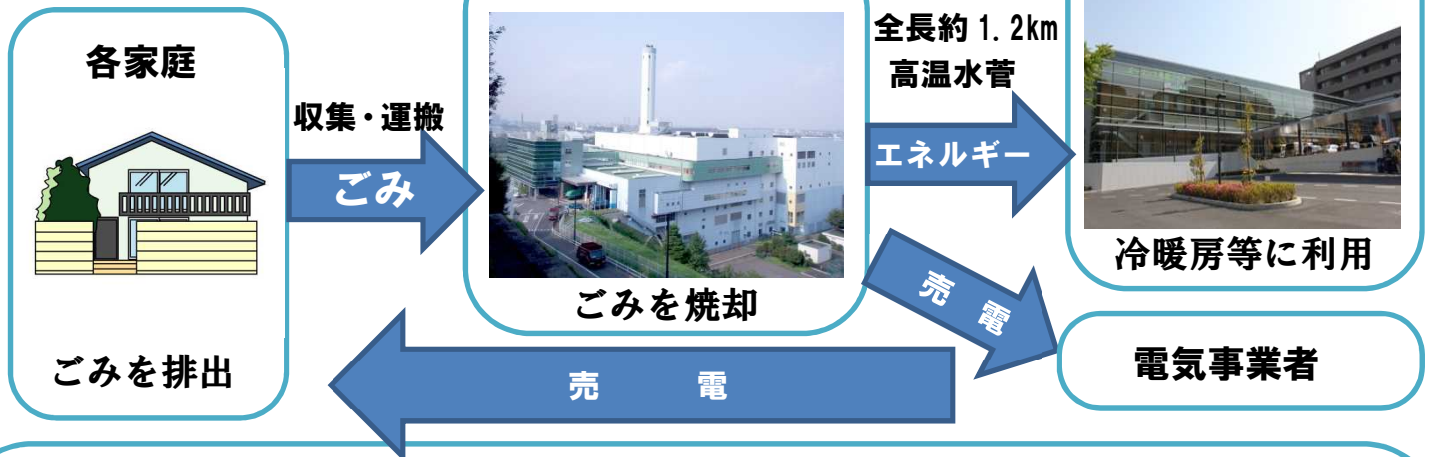 各家庭
ごみを排出
収集・運搬
ごみ
ごみを焼却
全長約1.2km
高温水菅
エネルギー
冷暖房等に利用
売電
電気事業者
売電